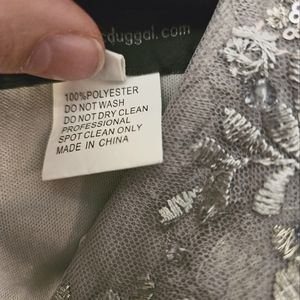 duggal.com
100%POLYESTER
DO NOT WASH
DO NOT DRY CLEAN
PROFESSIONAL
SPOT CLEAN ONLY
MADE IN CHINA